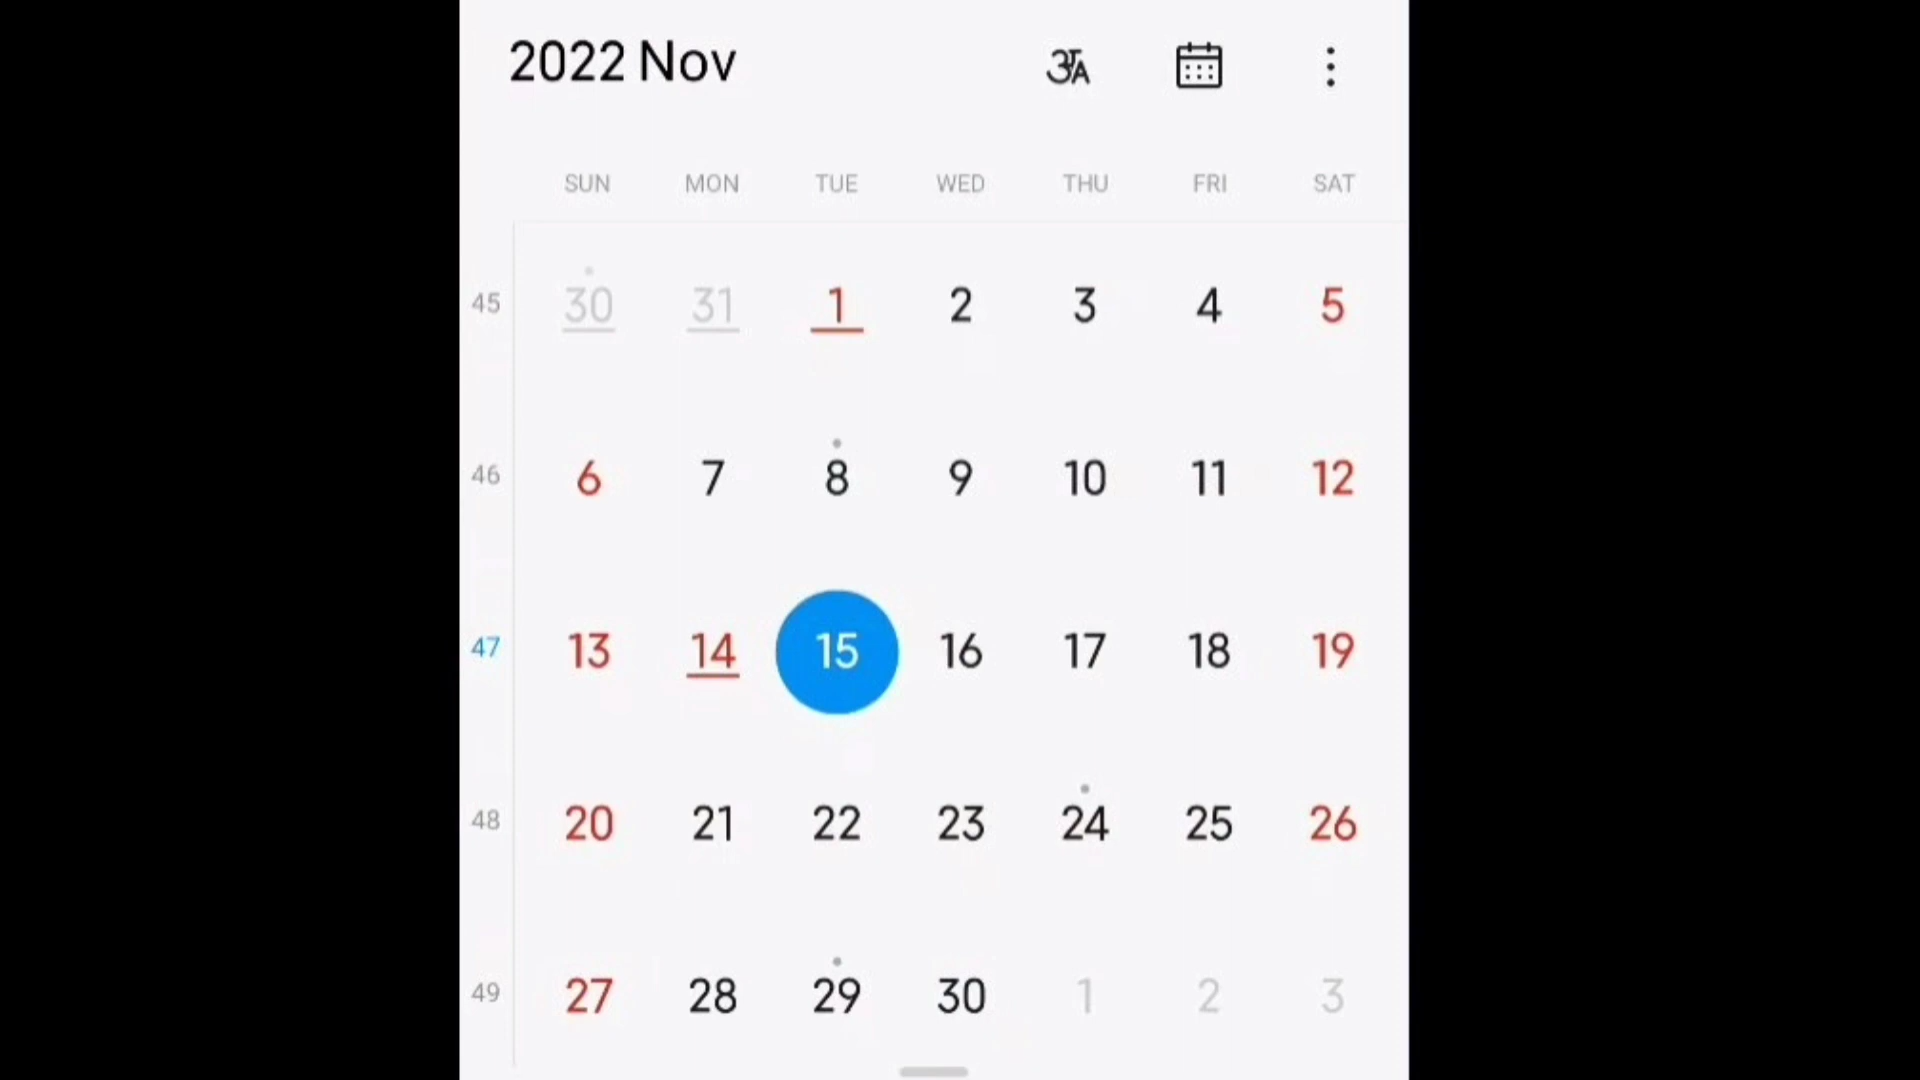 2022 Nov
SUN MON TUE WED THU FRI SAT
45 30 31 1 2 3 4 5
46 6 7 8 9 10 11 12
47 13 14 15 16 17 18 19
48 20 21 22 23 24 25 26
49 27 28 29 30 1 2 3